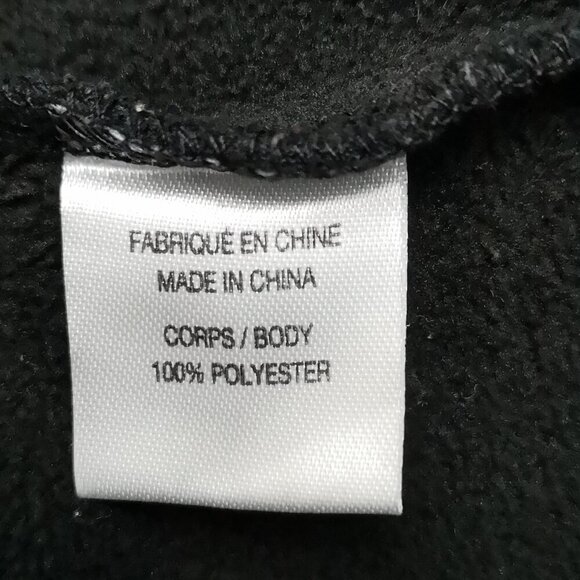 FABRIQUÉ EN CHINE
MADE IN CHINA
CORPS / BODY
100% POLYESTER